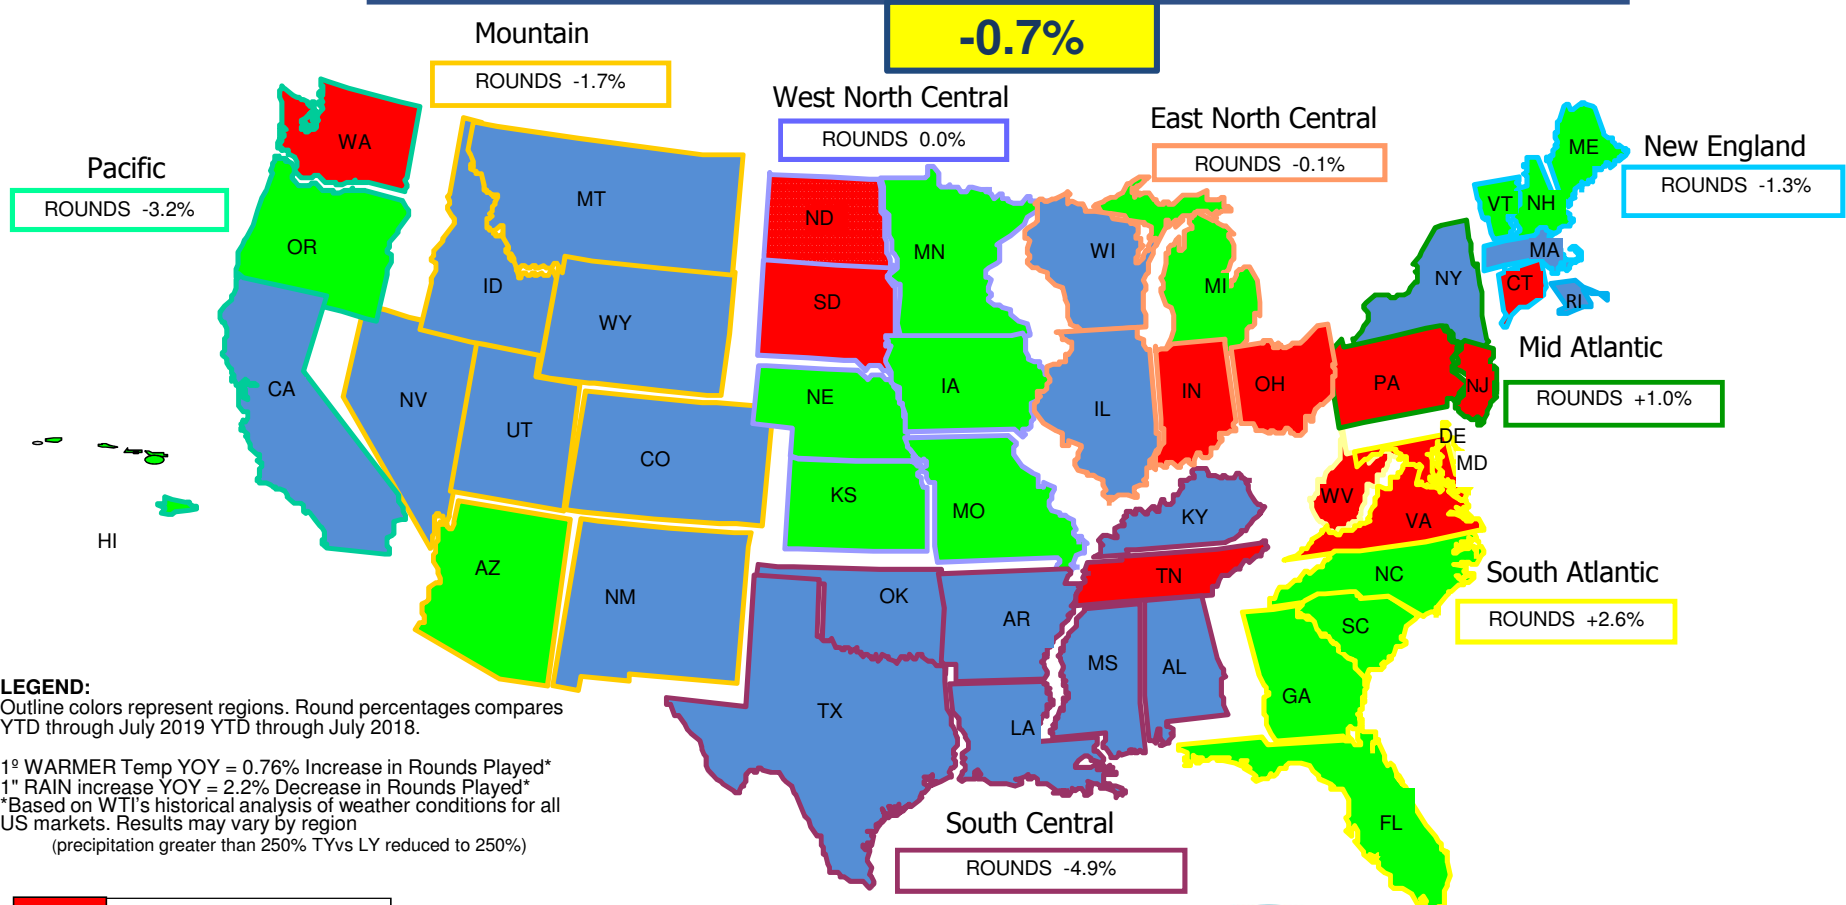 -0.7%
Mountain
ROUNDS -1.7%
West North Central
ROUNDS 0.0%
East North Central
ROUNDS -0.1%
New England
ROUNDS -1.3%
Pacific
ROUNDS -3.2%
Mid Atlantic
ROUNDS +1.0%
South Atlantic
ROUNDS +2.6%
South Central
ROUNDS -4.9%
WA
OR
CA
HI
MT
ID
WY
NV
UT
CO
AZ
NM
ND
SD
MN
NE
IA
KS
MO
WI
MI
IL
IN
OH
ME
VT
NH
MA
CT
RI
NY
PA
NJ
DE
MD
WV
VA
NC
SC
GA
FL
KY
TN
OK
AR
TX
LA
MS
AL
LEGEND:
Outline colors represent regions. Round percentages compares
YTD through July 2019 YTD through July 2018.
1º WARMER Temp YOY = 0.76% Increase in Rounds Played*
1" RAIN increase YOY = 2.2% Decrease in Rounds Played*
*Based on WTI's historical analysis of weather conditions for all
US markets. Results may vary by region
(precipitation greater than 250% TYvs LY reduced to 250%)